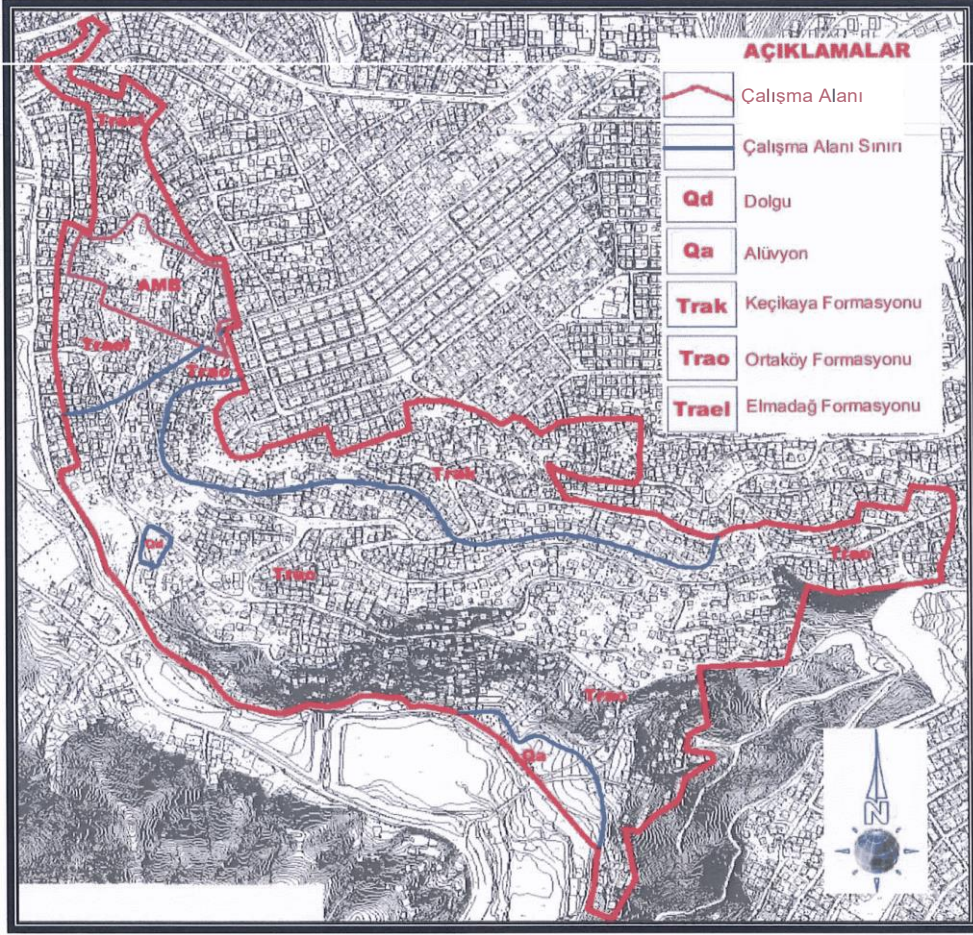 AÇIKLAMALAR
Çalışma Alanı
Çalışma Alanı Sınırı
Qd Dolgu
Qa Alüvyon
Trak Keçikaya Formasyonu
Trao Ortaköy Formasyonu
Trael Elmadağ Formasyonu
Trael
AMB
Trael
Trao
Trak
Qd
Trao
Trao
Trao
Qa
N